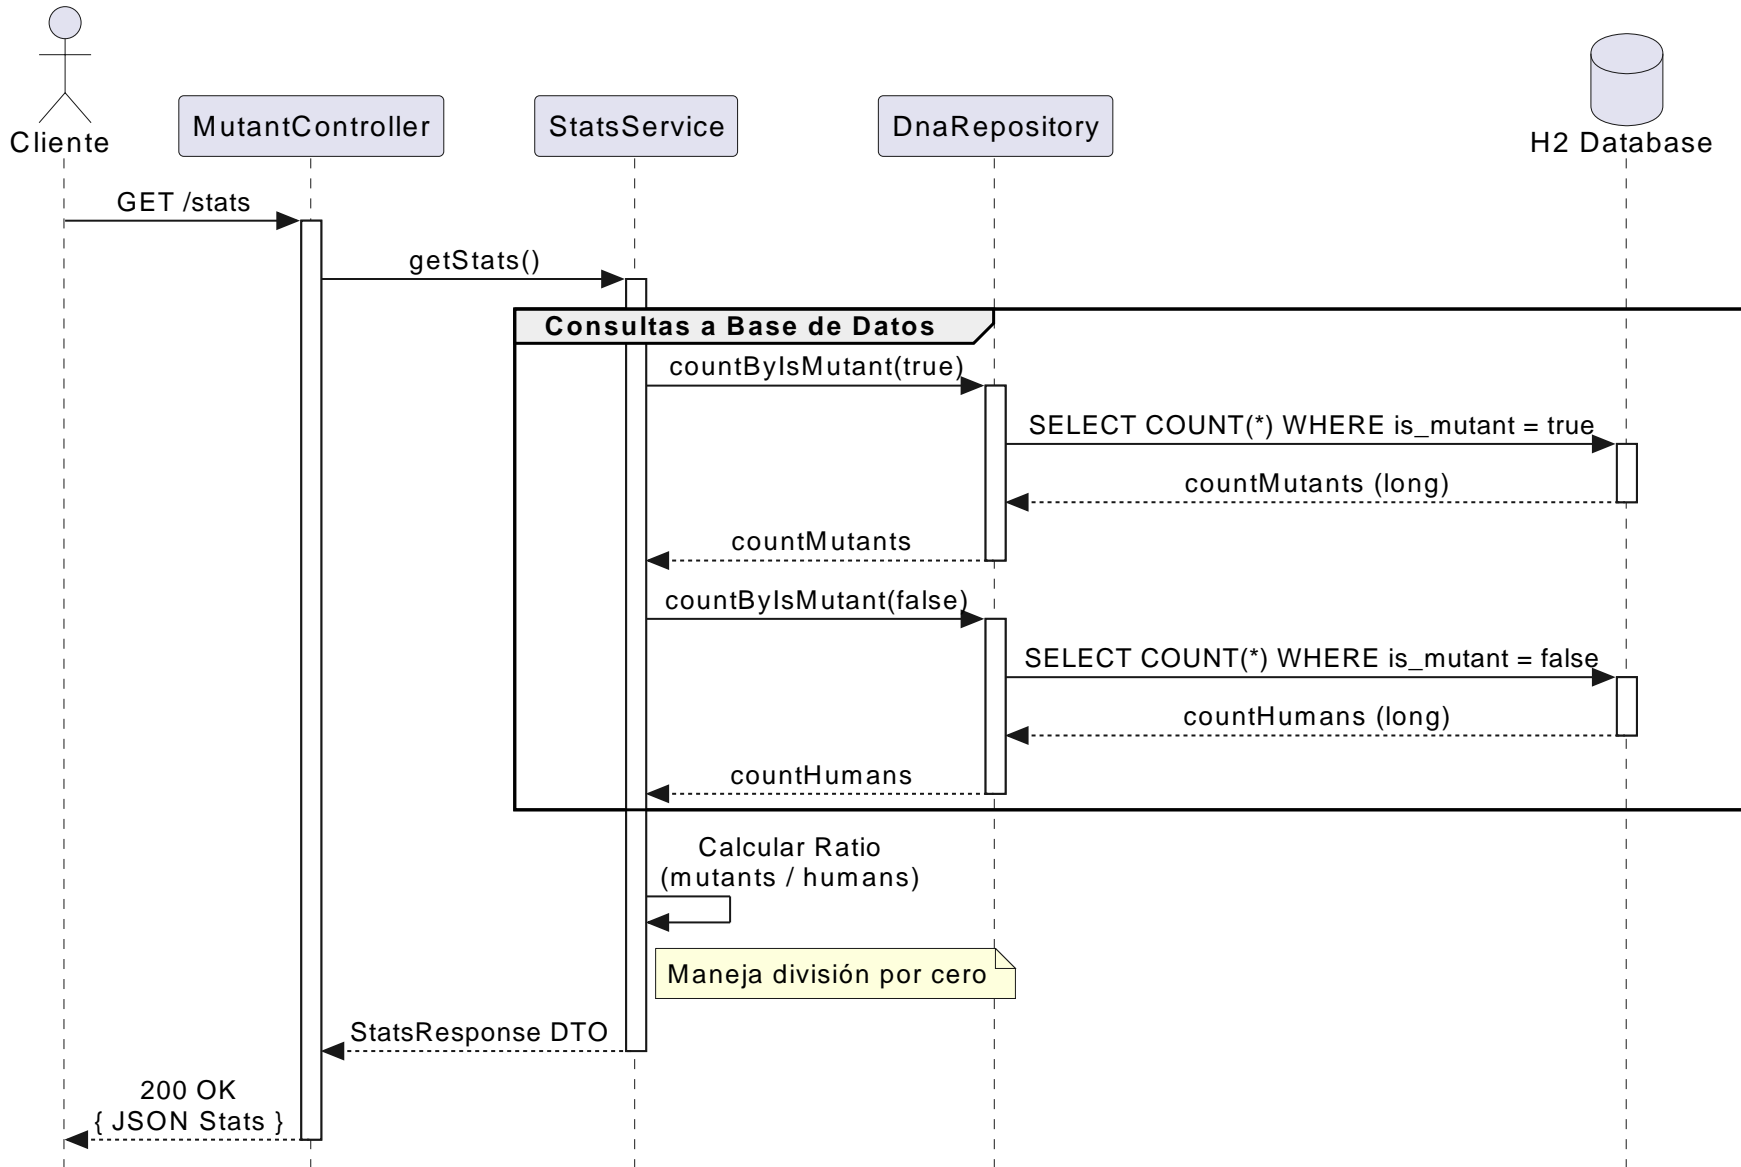 Cliente
MutantController
StatsService
DnaRepository
H2 Database
GET /stats
getStats()
Consultas a Base de Datos
countByIsMutant(true)
SELECT COUNT(*) WHERE is_mutant = true
countMutants (long)
countMutants
countByIsMutant(false)
SELECT COUNT(*) WHERE is_mutant = false
countHumans (long)
countHumans
Calcular Ratio
(mutants / humans)
Maneja división por cero
StatsResponse DTO
200 OK
{ JSON Stats }